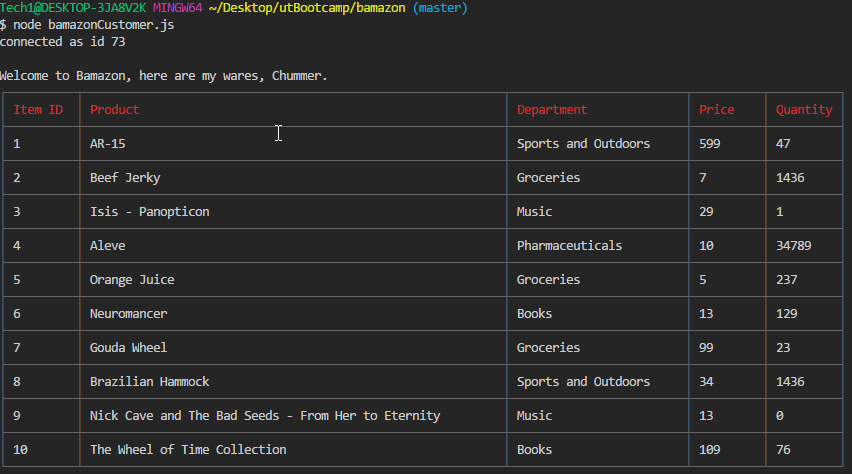 Tech1@DESKTOP-3JA8V2K MINGW64 ~/Desktop/utBootcamp/bamazon (master)
$ node bamazonCustomer.js
connected as id 73
Welcome to Bamazon, here are my wares, Chummer.
Item ID Product Department Price Quantity
1 AR-15 Sports and Outdoors 599 47
2 Beef Jerky Groceries 7 1436
3 Isis - Panopticon Music 29 1
4 Aleve Pharmaceuticals 10 34789
5 Orange Juice Groceries 5 237
6 Neuromancer Books 13 129
7 Gouda Wheel Groceries 99 23
8 Brazilian Hammock Sports and Outdoors 34 1436
9 Nick Cave and The Bad Seeds - From Her to Eternity Music 13 0
10 The Wheel of Time Collection Books 109 76